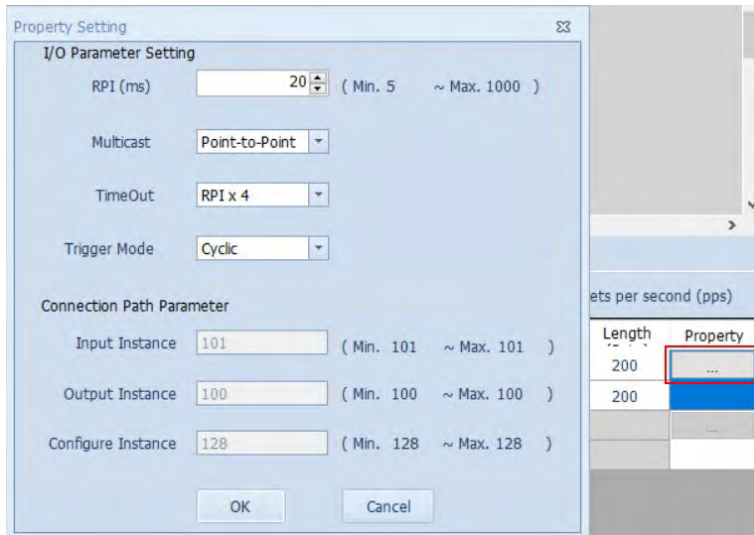 Property Setting
I/O Parameter Setting
RPI (ms) 20 ( Min. 5 ~ Max. 1000 )
Multicast Point-to-Point
TimeOut RPI x 4
Trigger Mode Cyclic
Connection Path Parameter
Input Instance 101 ( Min. 101 ~ Max. 101 )
Output Instance 100 ( Min. 100 ~ Max. 100 )
Configure Instance 128 ( Min. 128 ~ Max. 128 )
OK Cancel
per second (pps)
Length Property
200 ...
200
...